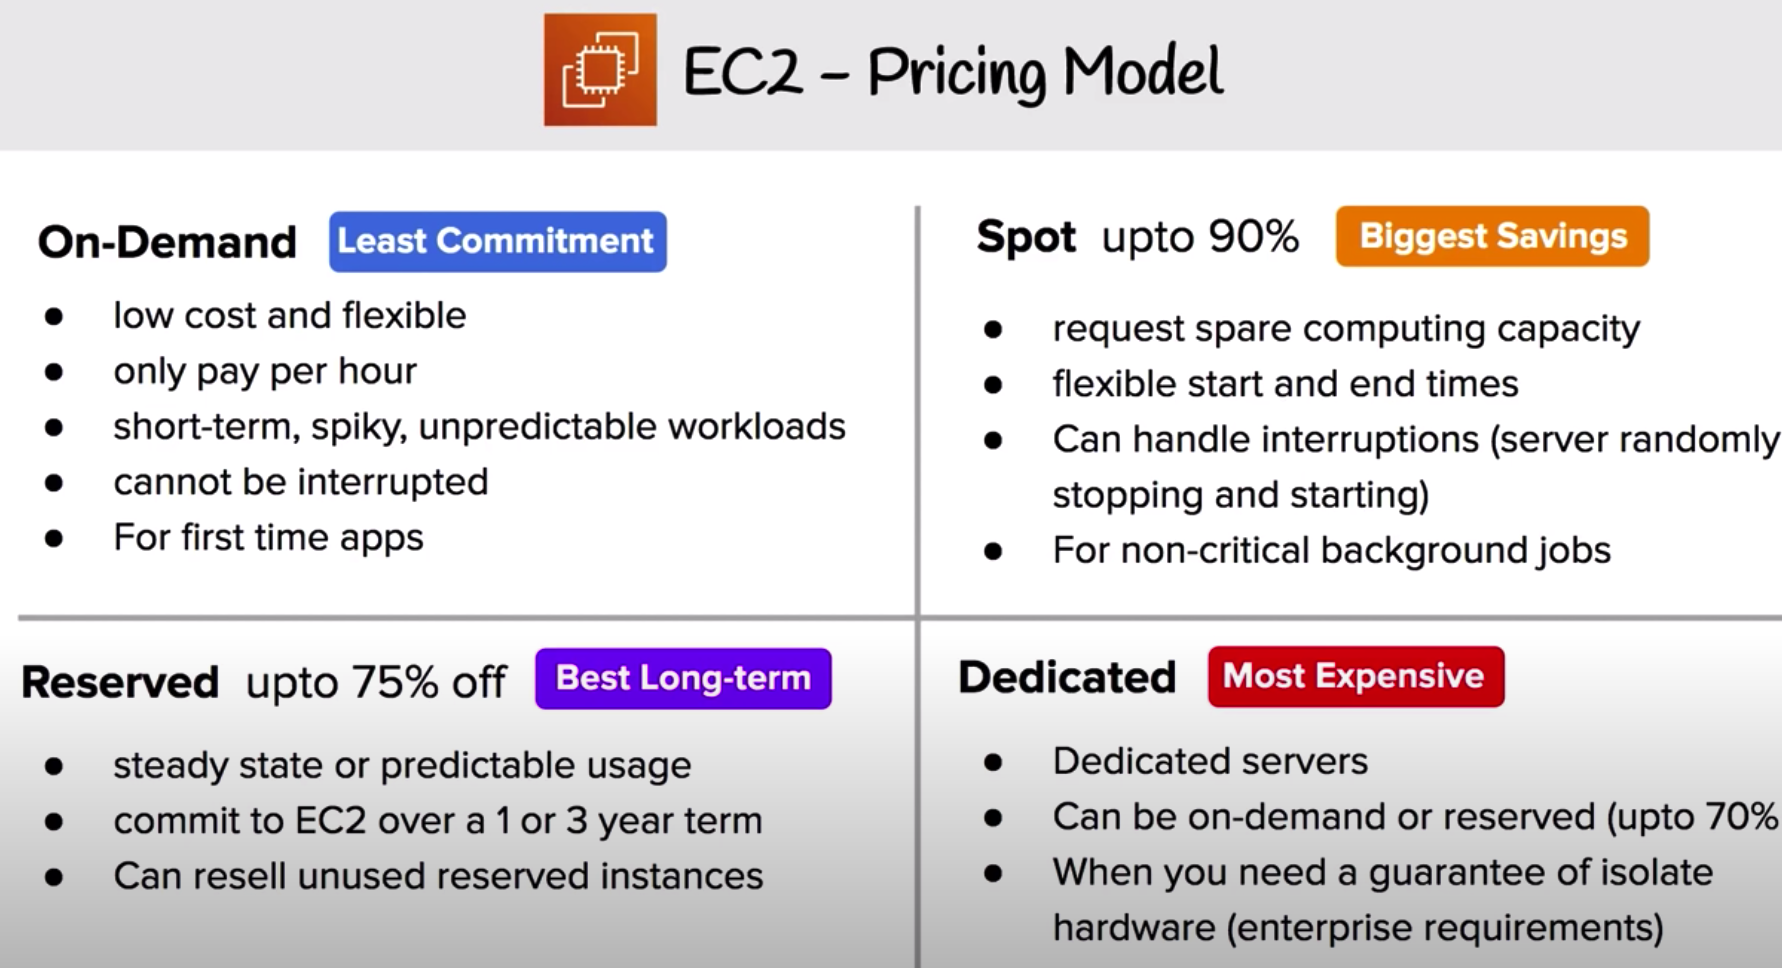 EC2 – Pricing Model
On-Demand Least Commitment
● low cost and flexible
● only pay per hour
● short-term, spiky, unpredictable workloads
● cannot be interrupted
● For first time apps
Spot upto 90% Biggest Savings
● request spare computing capacity
● flexible start and end times
● Can handle interruptions (server randomly
stopping and starting)
● For non-critical background jobs
Reserved upto 75% off Best Long-term
● steady state or predictable usage
● commit to EC2 over a 1 or 3 year term
● Can resell unused reserved instances
Dedicated Most Expensive
● Dedicated servers
● Can be on-demand or reserved (upto 70%
● When you need a guarantee of isolate
hardware (enterprise requirements)